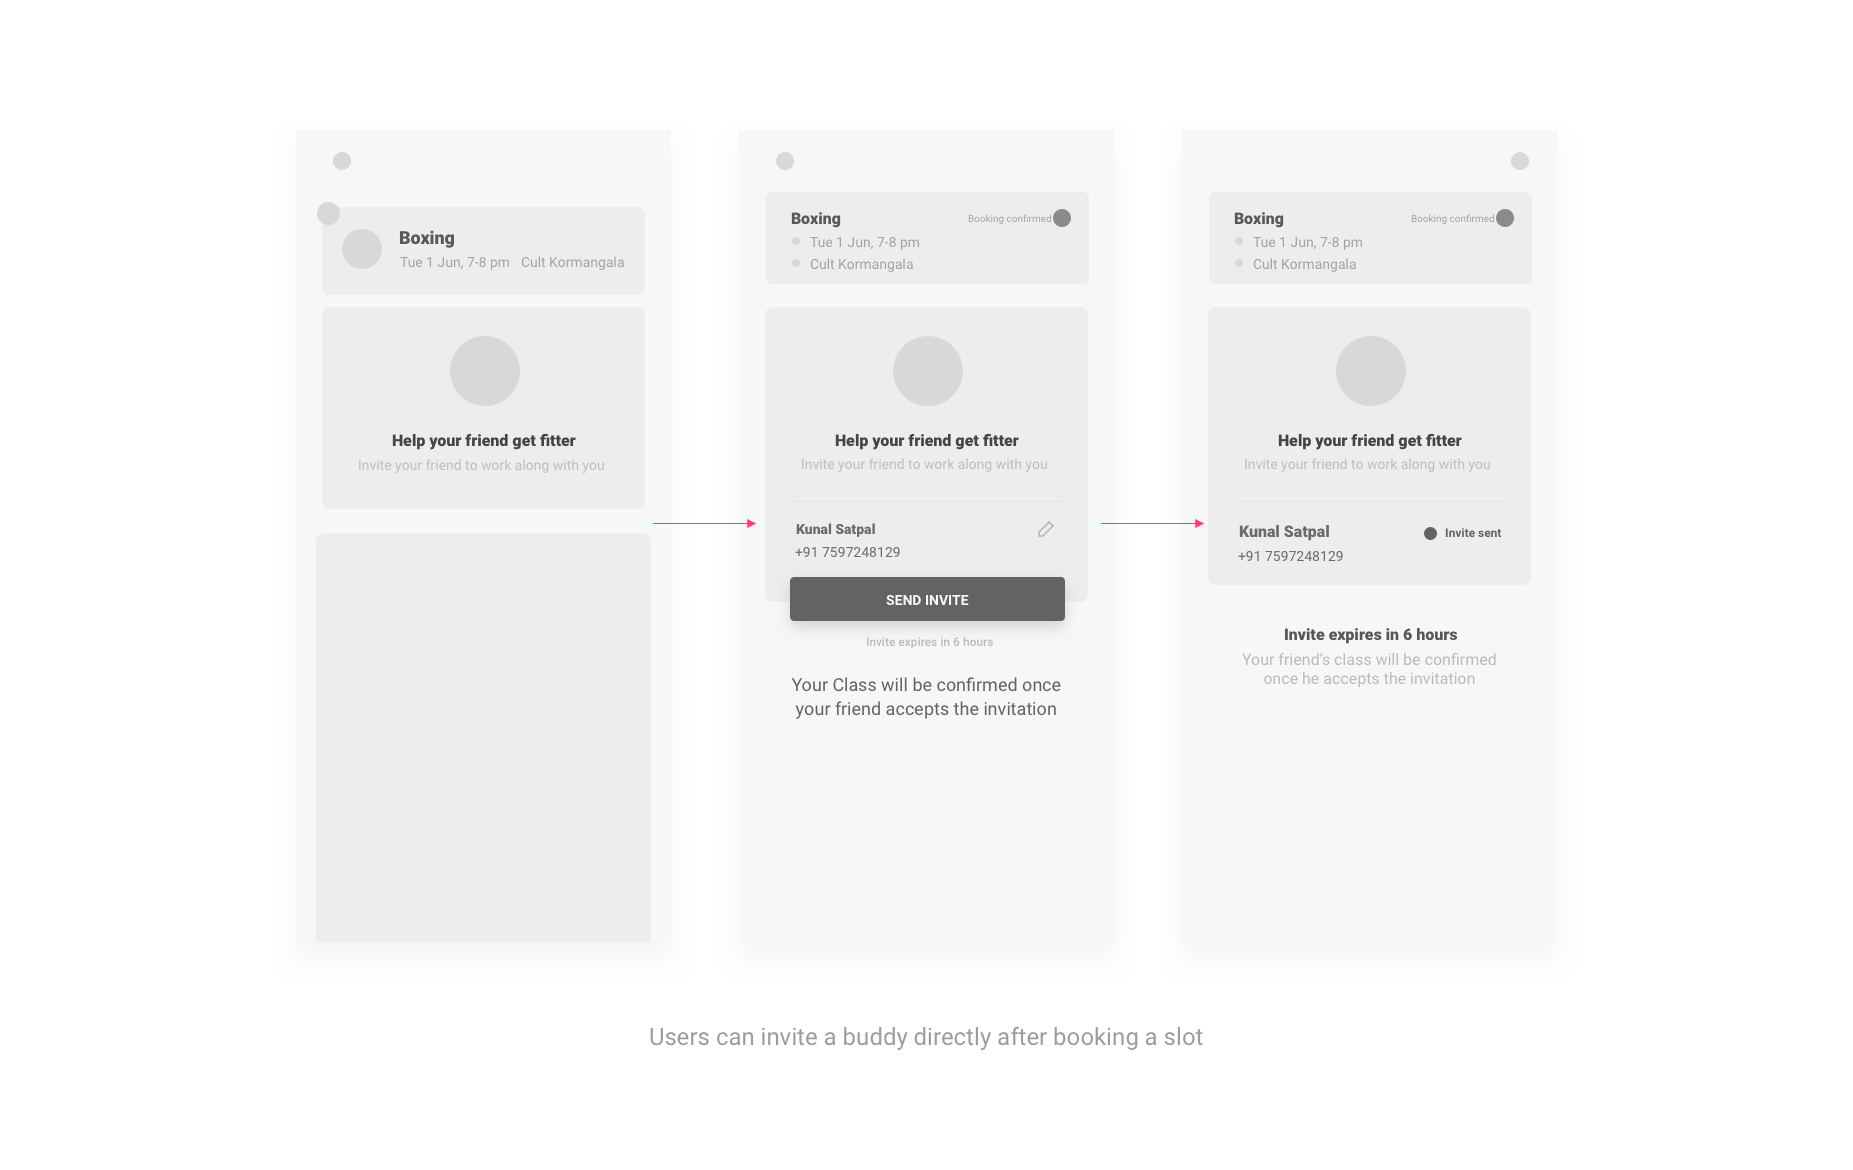 Boxing
Tue 1 Jun, 7-8 pm Cult Kormangala
Help your friend get fitter
Invite your friend to work along with you
Boxing
Booking confirmed
Tue 1 Jun, 7-8 pm
Cult Kormangala
Help your friend get fitter
Invite your friend to work along with you
Kunal Satpal
+91 7597248129
SEND INVITE
Invite expires in 6 hours
Your Class will be confirmed once
your friend accepts the invitation
Boxing
Booking confirmed
Tue 1 Jun, 7-8 pm
Cult Kormangala
Help your friend get fitter
Invite your friend to work along with you
Kunal Satpal
Invite sent
+91 7597248129
Invite expires in 6 hours
Your friend's class will be confirmed
once he accepts the invitation
Users can invite a buddy directly after booking a slot